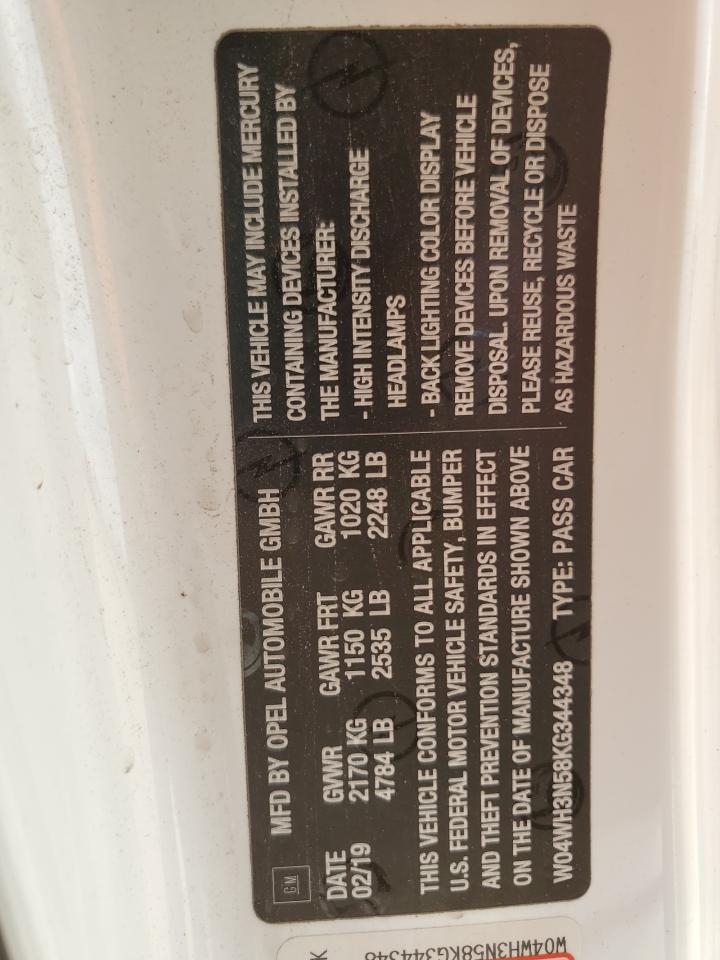 GM
MFD BY OPEL AUTOMOBILE GMBH
DATE GVWR GAWR FRT GAWR RR
02/19 2170 KG 1150 KG 1020 KG
4784 LB 2535 LB 2248 LB
THIS VEHICLE CONFORMS TO ALL APPLICABLE
U.S. FEDERAL MOTOR VEHICLE SAFETY, BUMPER
AND THEFT PREVENTION STANDARDS IN EFFECT
ON THE DATE OF MANUFACTURE SHOWN ABOVE
W04WH3N58KG344348 TYPE: PASS CAR
THIS VEHICLE MAY INCLUDE MERCURY
CONTAINING DEVICES INSTALLED BY
THE MANUFACTURER:
- HIGH INTENSITY DISCHARGE
HEADLAMPS
- BACK LIGHTING COLOR DISPLAY
REMOVE DEVICES BEFORE VEHICLE
DISPOSAL. UPON REMOVAL OF DEVICES,
PLEASE REUSE, RECYCLE OR DISPOSE
AS HAZARDOUS WASTE
W04WH3N58KG344348
K